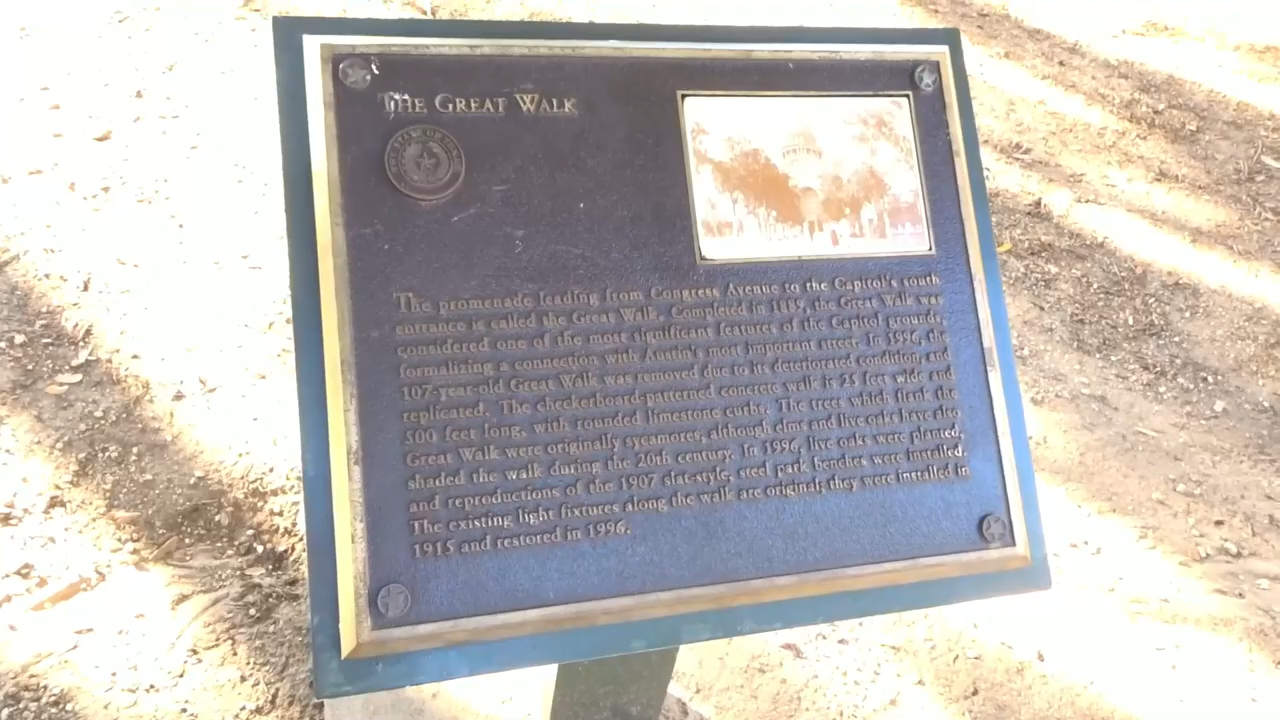 THE GREAT WALK
The promenade leading from Congress Avenue to the Capitol's south
entrance is called the Great Walk. Completed in 1889, the Great Walk was
considered one of the most significant features of the Capitol grounds,
formalizing a connection with Austin's most important street. In 1996, the
107-year-old Great Walk was removed due to its deteriorated condition, and
replicated. The checkerboard-patterned concrete walk is 25 feet wide and
500 feet long, with rounded limestone curbs. The trees which flank the
Great Walk were originally sycamores, although elms and live oaks have also
shaded the walk during the 20th century. In 1996, live oaks were planted,
and reproductions of the 1907 slat-style, steel park benches were installed.
The existing light fixtures along the walk are original; they were installed in
1915 and restored in 1996.